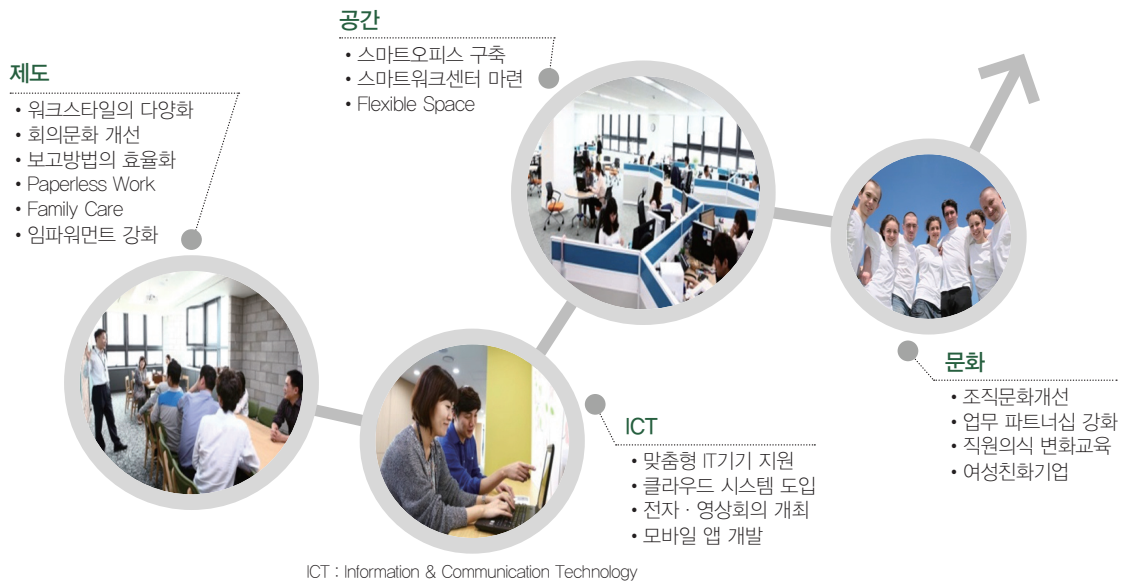 제도
• 워크스타일의 다양화
• 회의문화 개선
• 보고방법의 효율화
• Paperless Work
• Family Care
• 임파워먼트 강화
공간
• 스마트오피스 구축
• 스마트워크센터 마련
• Flexible Space
ICT
• 맞춤형 IT기기 지원
• 클라우드 시스템 도입
• 전자 · 영상회의 개최
• 모바일 앱 개발
문화
• 조직문화개선
• 업무 파트너십 강화
• 직원의식 변화교육
• 여성친화기업
ICT : Information & Communication Technology